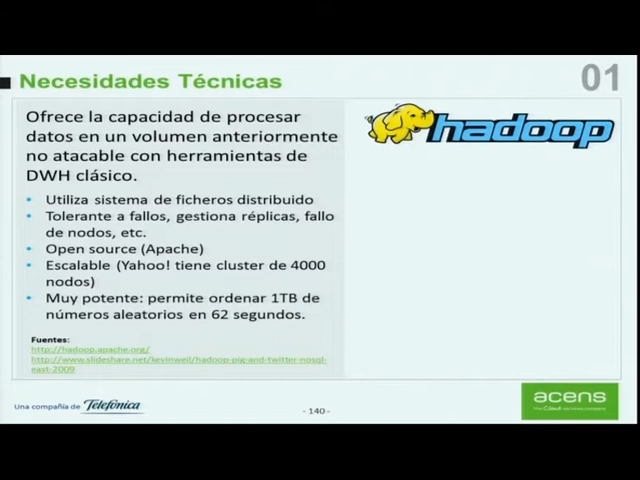 Necesidades Técnicas
01
Ofrece la capacidad de procesar
datos en un volumen anteriormente
no atacable con herramientas de
DWH clásico.
• Utiliza sistema de ficheros distribuido
• Tolerante a fallos, gestiona réplicas, fallo
de nodos, etc.
• Open source (Apache)
• Escalable (Yahoo! tiene cluster de 4000
nodos)
• Muy potente: permite ordenar 1TB de
números aleatorios en 62 segundos.
Fuentes:
http://hadoop.apache.org/
http://www.slideshare.net/kevinweil/hadoop-pig-and-twitter-nosql-
east-2009
hadoop
Una compañía de Telefónica
- 140 -
acens